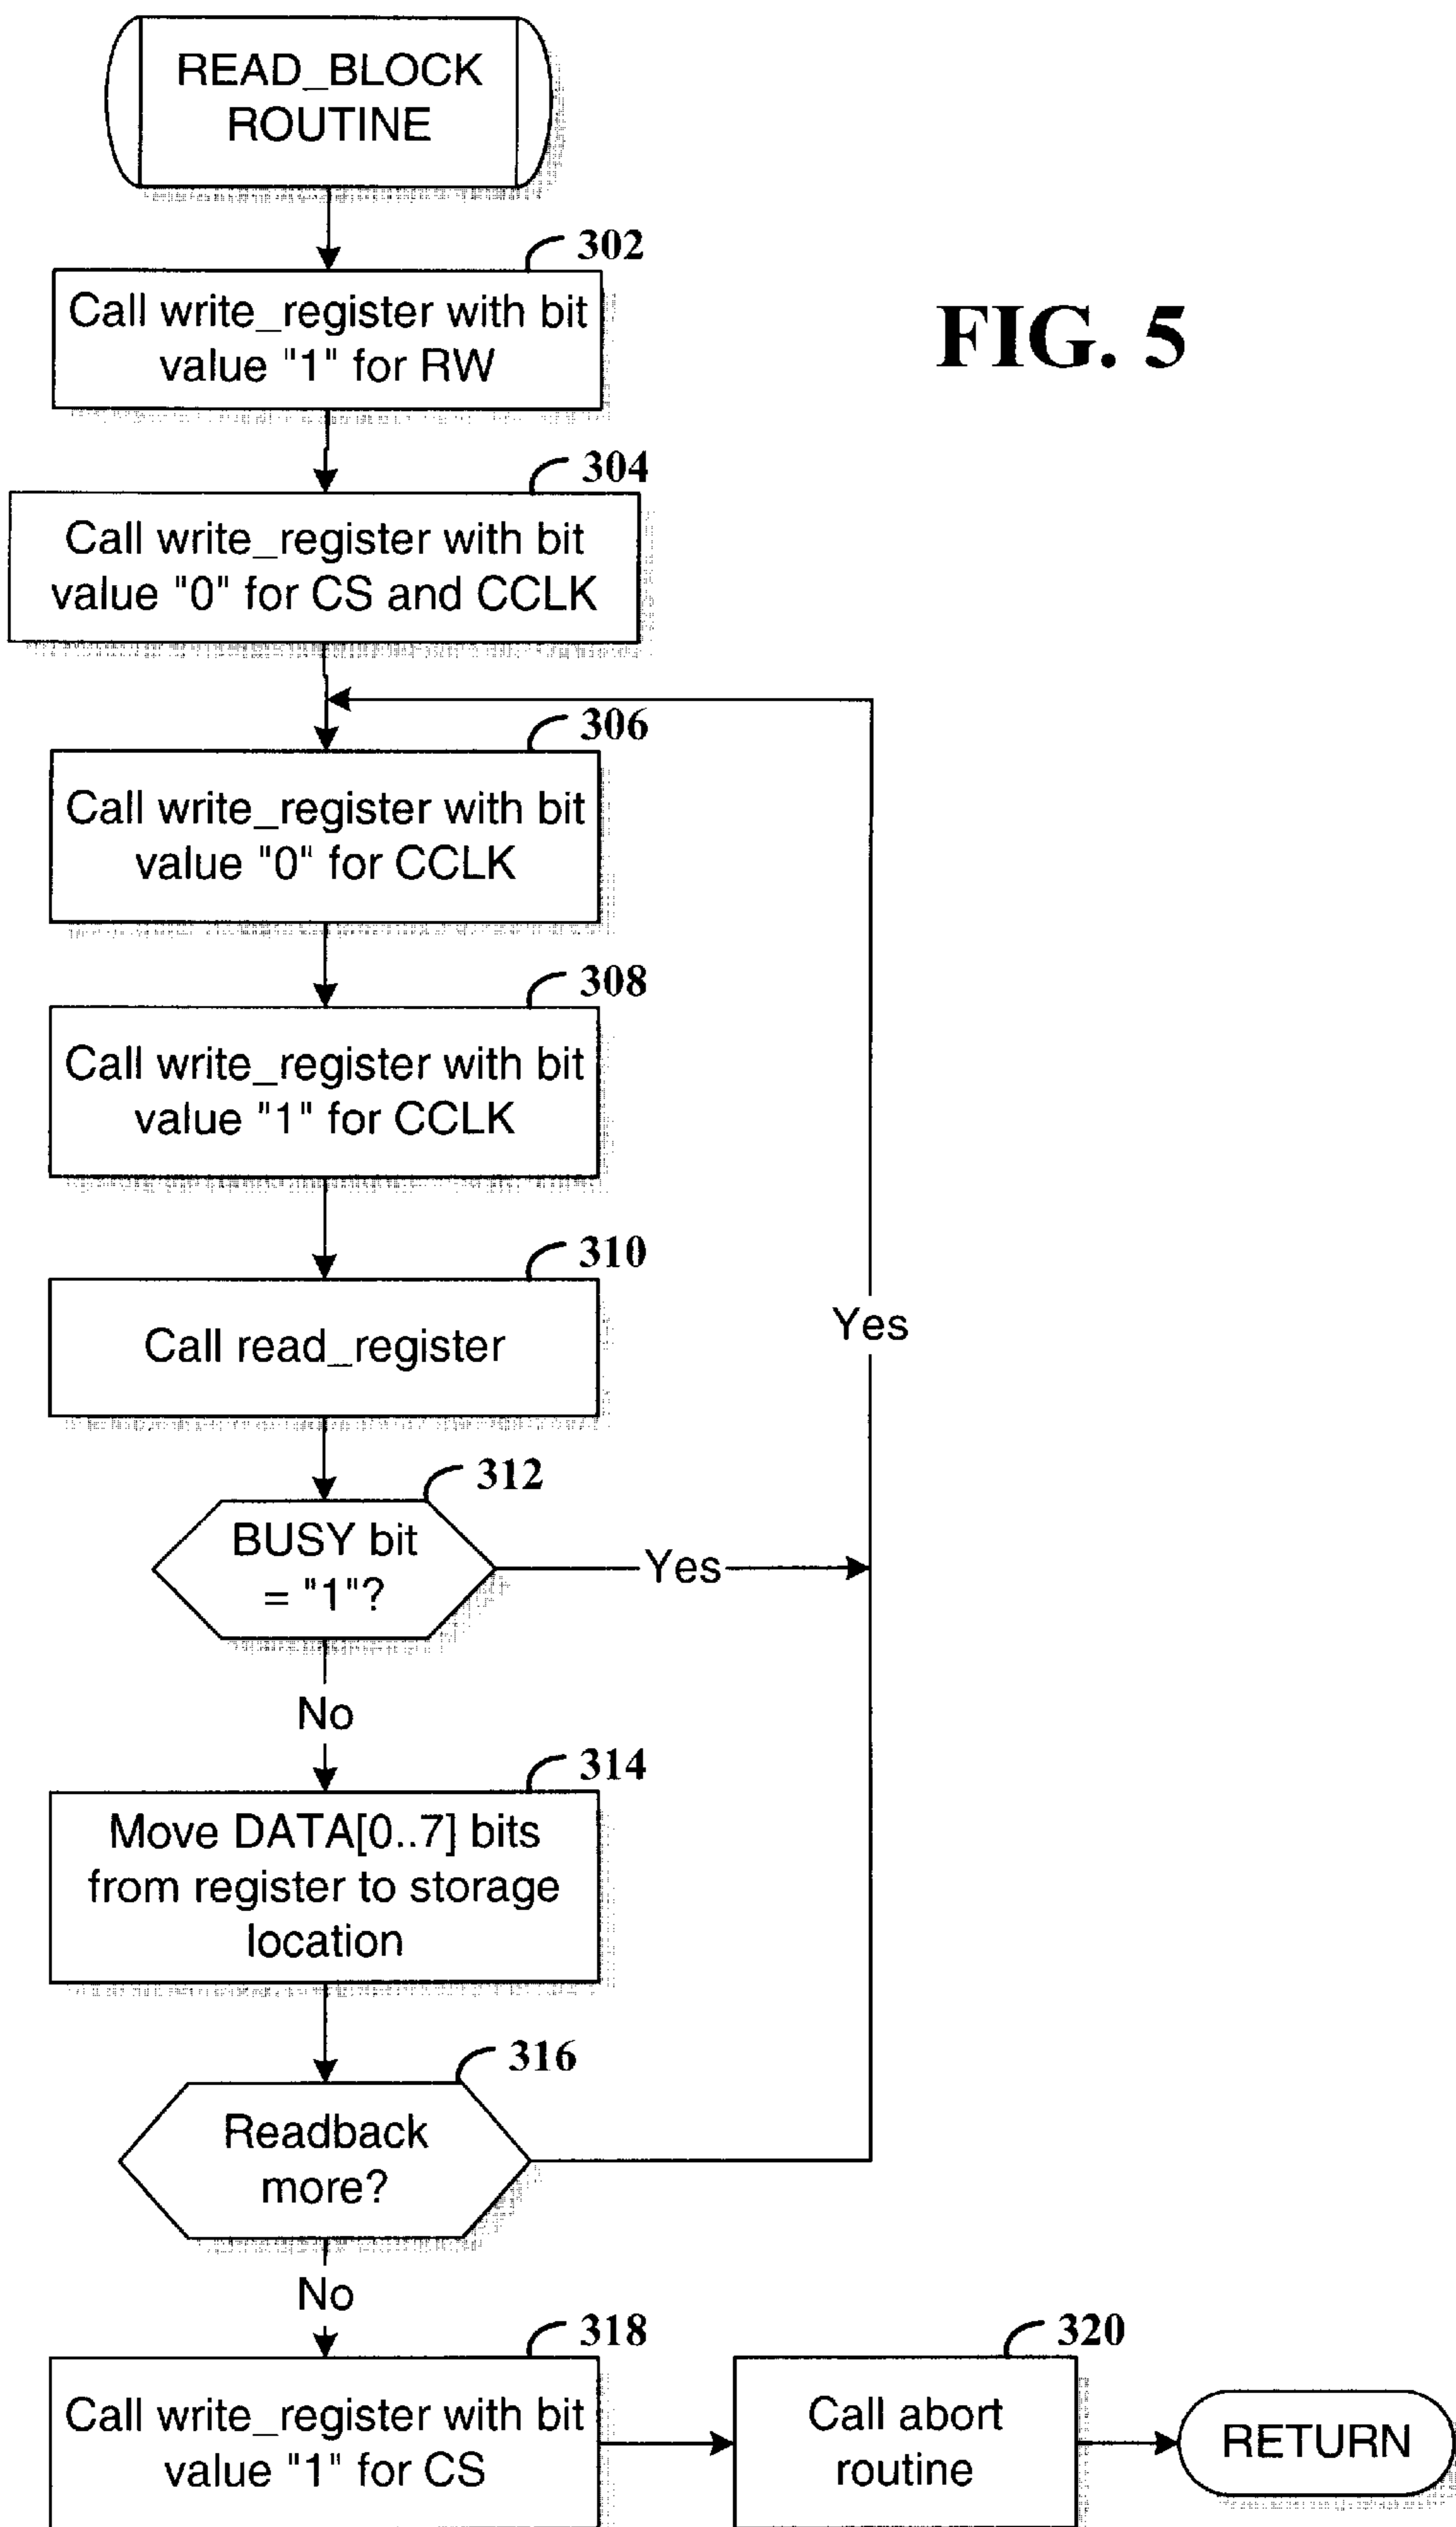 READ_BLOCK
ROUTINE
302
Call write_register with bit
value "1" for RW
FIG. 5
304
Call write_register with bit
value "0" for CS and CCLK
306
Call write_register with bit
value "0" for CCLK
308
Call write_register with bit
value "1" for CCLK
310
Call read_register
Yes
312
BUSY bit
= "1"?
Yes
No
314
Move DATA[0..7] bits
from register to storage
location
316
Readback
more?
No
318
Call write_register with bit
value "1" for CS
320
Call abort
routine
RETURN